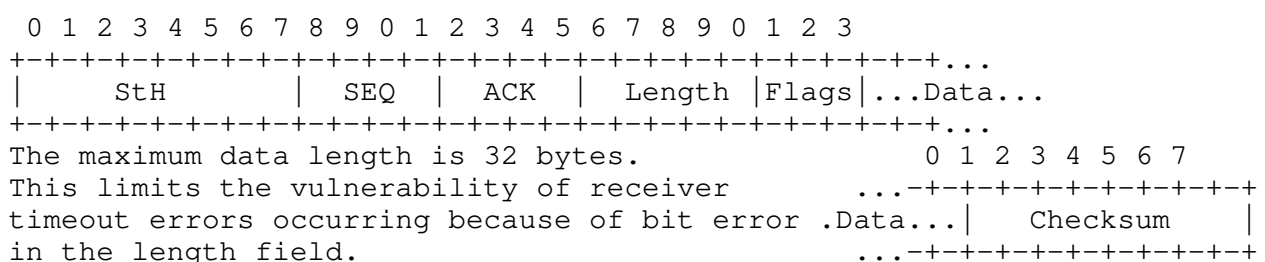 0 1 2 3 4 5 6 7 8 9 0 1 2 3 4 5 6 7 8 9 0 1 2 3
+-+-+-+-+-+-+-+-+-+-+-+-+-+-+-+-+-+-+-+-+-+-+-+-+-+-+...
|     StH       |  SEQ  |  ACK  |  Length |Flags|...Data...
+-+-+-+-+-+-+-+-+-+-+-+-+-+-+-+-+-+-+-+-+-+-+-+-+-+-+...
The maximum data length is 32 bytes.                0 1 2 3 4 5 6 7
This limits the vulnerability of receiver       ...-+-+-+-+-+-+-+-+-+
timeout errors occurring because of bit error .Data...|   Checksum    |
in the length field.                            ...-+-+-+-+-+-+-+-+-+